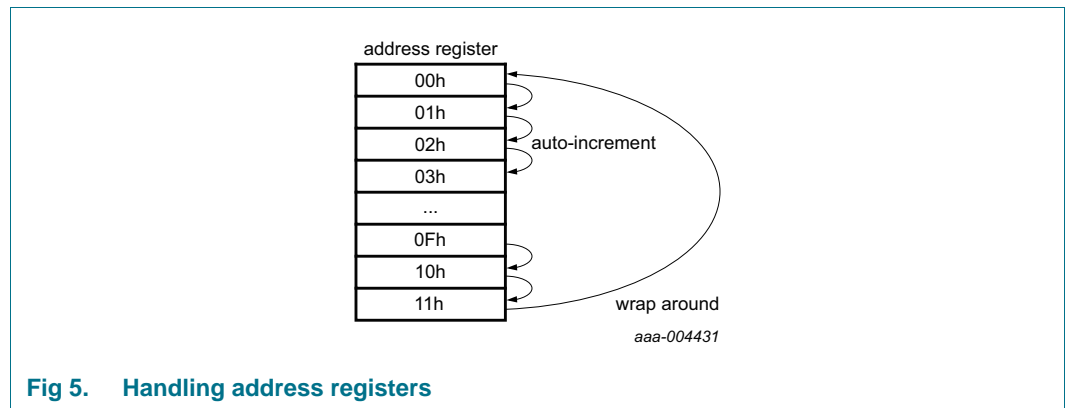 address register
00h
01h
02h
auto-increment
03h
...
0Fh
10h
11h
wrap around
aaa-004431
Fig 5. Handling address registers